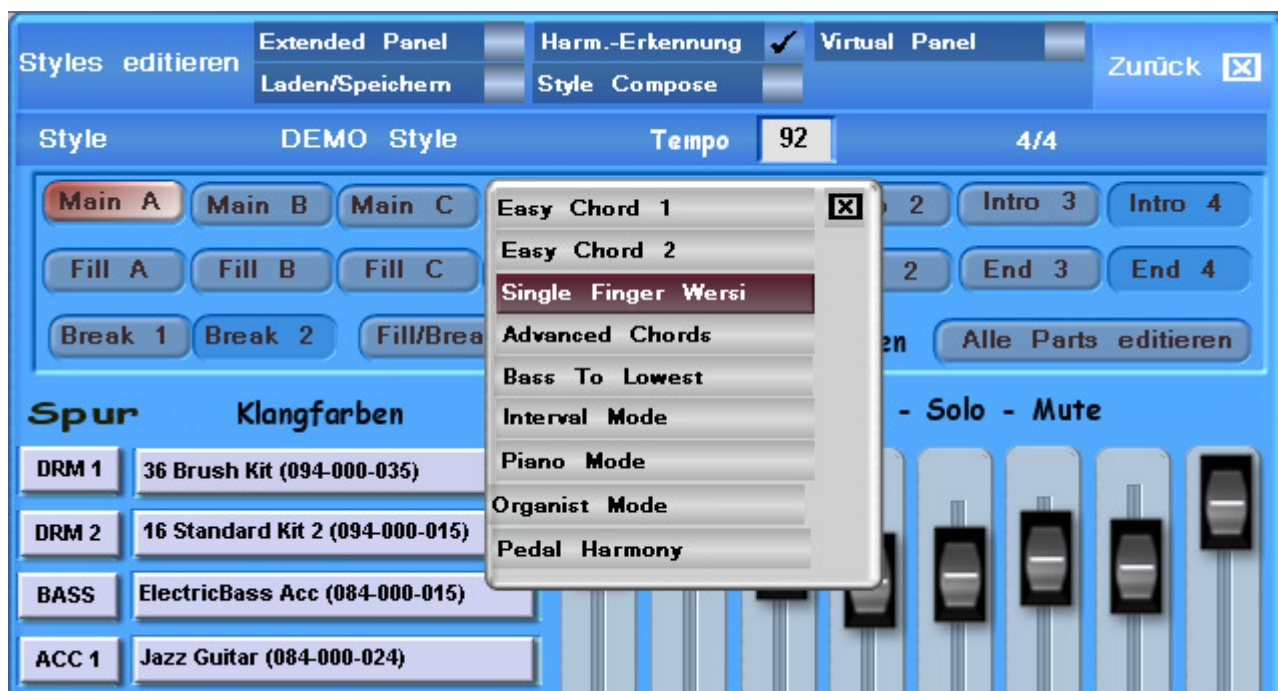 Styles editieren
Extended Panel
Harm.-Erkennung
Virtual Panel
Zurück
Laden/Speichern
Style Compose
Style
DEMO Style
Tempo
92
4/4
Main A
Main B
Main C
2
Intro 3
Intro 4
Fill A
Fill B
Fill C
2
End 3
End 4
Break 1
Break 2
Fill/Brea
en
Alle Parts editieren
Easy Chord 1
Easy Chord 2
Single Finger Wersi
Advanced Chords
Bass To Lowest
Interval Mode
Piano Mode
Organist Mode
Pedal Harmony
Spur
Klangfarben
- Solo - Mute
DRM 1
36 Brush Kit (094-000-035)
DRM 2
16 Standard Kit 2 (094-000-015)
BASS
ElectricBass Acc (084-000-015)
ACC 1
Jazz Guitar (084-000-024)